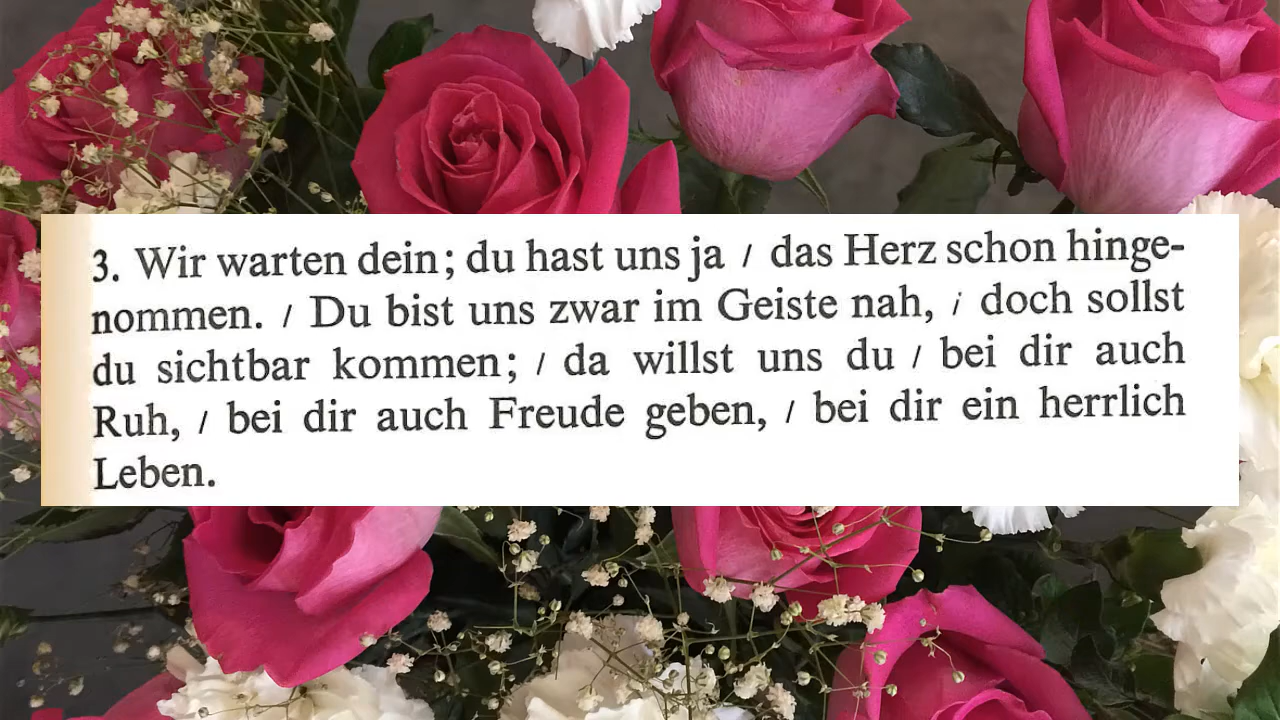 3. Wir warten dein; du hast uns ja / das Herz schon hinge-
nommen. / Du bist uns zwar im Geiste nah, / doch sollst
du sichtbar kommen; / da willst uns du / bei dir auch
Ruh, / bei dir auch Freude geben, / bei dir ein herrlich
Leben.